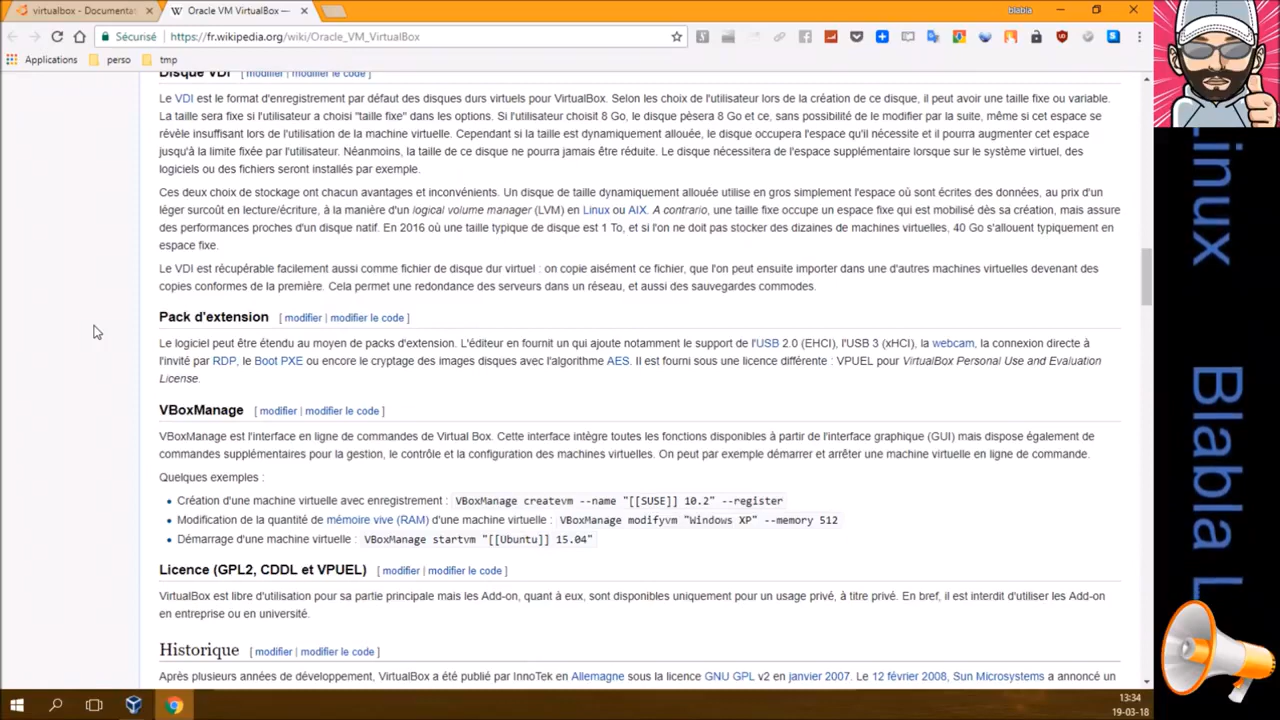 virtualbox - Documentat
Oracle VM VirtualBox —
blabla
Sécurisé
https://fr.wikipedia.org/wiki/Oracle_VM_VirtualBox
Applications
perso
tmp
Disque VDI [ modifier | modifier le code ]
Le VDI est le format d'enregistrement par défaut des disques durs virtuels pour VirtualBox. Selon les choix de l'utilisateur lors de la création de ce disque, il peut avoir une taille fixe ou variable.
La taille sera fixe si l'utilisateur a choisi "taille fixe" dans les options. Si l'utilisateur choisit 8 Go, le disque pèsera 8 Go et ce, sans possibilité de le modifier par la suite, même si cet espace se
révèle insuffisant lors de l'utilisation de la machine virtuelle. Cependant si la taille est dynamiquement allouée, le disque occupera l'espace qu'il nécessite et il pourra augmenter cet espace
jusqu'à la limite fixée par l'utilisateur. Néanmoins, la taille de ce disque ne pourra jamais être réduite. Le disque nécessitera de l'espace supplémentaire lorsque sur le système virtuel, des
logiciels ou des fichiers seront installés par exemple.
Ces deux choix de stockage ont chacun avantages et inconvénients. Un disque de taille dynamiquement allouée utilise en gros simplement l'espace où sont écrites des données, au prix d'un
léger surcoût en lecture/écriture, à la manière d'un logical volume manager (LVM) en Linux ou AIX. A contrario, une taille fixe occupe un espace fixe qui est mobilisé dès sa création, mais assure
des performances proches d'un disque natif. En 2016 où une taille typique de disque est 1 To, et si l'on ne doit pas stocker des dizaines de machines virtuelles, 40 Go s'allouent typiquement en
espace fixe.
Le VDI est récupérable facilement aussi comme fichier de disque dur virtuel : on copie aisément ce fichier, que l'on peut ensuite importer dans une d'autres machines virtuelles devenant des
copies conformes de la première. Cela permet une redondance des serveurs dans un réseau, et aussi des sauvegardes commodes.
Pack d'extension [ modifier | modifier le code ]
Le logiciel peut être étendu au moyen de packs d'extension. L'éditeur en fournit un qui ajoute notamment le support de l'USB 2.0 (EHCI), l'USB 3 (xHCI), la webcam, la connexion directe à
l'invité par RDP, le Boot PXE ou encore le cryptage des images disques avec l'algorithme AES. Il est fourni sous une licence différente : VPUEL pour VirtualBox Personal Use and Evaluation
License.
VBoxManage [ modifier | modifier le code ]
VBoxManage est l'interface en ligne de commandes de Virtual Box. Cette interface intègre toutes les fonctions disponibles à partir de l'interface graphique (GUI) mais dispose également de
commandes supplémentaires pour la gestion, le contrôle et la configuration des machines virtuelles. On peut par exemple démarrer et arrêter une machine virtuelle en ligne de commande.
Quelques exemples :
Création d'une machine virtuelle avec enregistrement : VBoxManage createvm --name "[[SUSE]] 10.2" --register
Modification de la quantité de mémoire vive (RAM) d'une machine virtuelle : VBoxManage modifyvm "Windows XP" --memory 512
Démarrage d'une machine virtuelle : VBoxManage startvm "[[Ubuntu]] 15.04"
Licence (GPL2, CDDL et VPUEL) [ modifier | modifier le code ]
VirtualBox est libre d'utilisation pour sa partie principale mais les Add-on, quant à eux, sont disponibles uniquement pour un usage privé, à titre privé. En bref, il est interdit d'utiliser les Add-on
en entreprise ou en université.
Historique [ modifier | modifier le code ]
Après plusieurs années de développement, VirtualBox a été publié par InnoTek en Allemagne sous la licence GNU GPL v2 en janvier 2007. Le 12 février 2008, Sun Microsystems a annoncé un
13:34
19-03-18
Linux
Blabla L